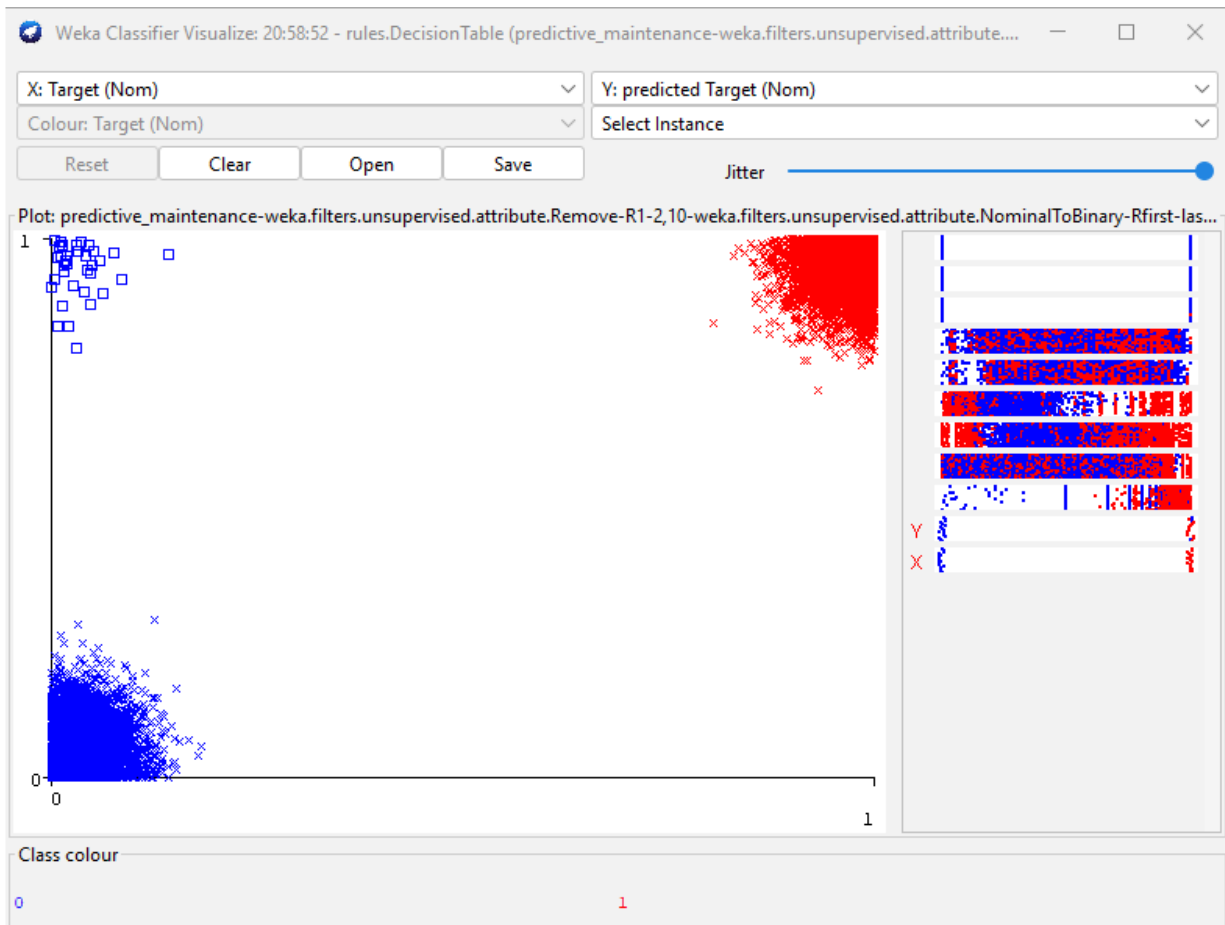 Weka Classifier Visualize: 20:58:52 - rules.DecisionTable (predictive_maintenance-weka.filters.unsupervised.attribute....
X: Target (Nom) Y: predicted Target (Nom)
Colour: Target (Nom) Select Instance
Reset Clear Open Save Jitter
Plot: predictive_maintenance-weka.filters.unsupervised.attribute.Remove-R1-2,10-weka.filters.unsupervised.attribute.NominalToBinary-Rfirst-las...
1
Y
X
0
0
1
Class colour
0 1